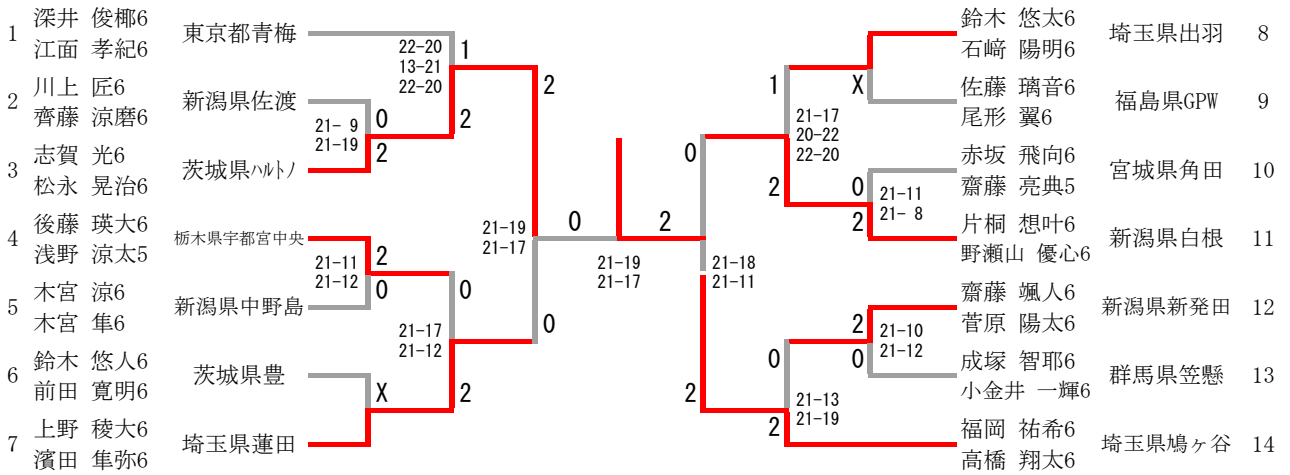 1 深井 俊椰6 東京都青梅
江面 孝紀6
2 川上 匠6 新潟県佐渡
齊藤 涼磨6
3 志賀 光6 茨城県ﾊﾙﾄﾉ
松永 晃治6
4 後藤 瑛大6 栃木県宇都宮中央
浅野 涼太5
5 木宮 涼6 新潟県中野島
木宮 隼6
6 鈴木 悠人6 茨城県豊
前田 寛明6
7 上野 稜大6 埼玉県蓮田
濱田 隼弥6
22-20
13-21
22-20
1
2
21- 9
21-19
0
2
2
21-11
21-12
2
0
21-17
21-12
0
2
X
21-19
21-17
0
0
21-19
21-17
2
21-18
21-11
0
2
1
21-17
20-22
22-20
2
X
0
21-11
21- 8
2
2
21-10
21-12
0
0
21-13
21-19
2
鈴木 悠太6 埼玉県出羽 8
石﨑 陽明6
佐藤 璃音6 福島県GPW 9
尾形 翼6
赤坂 飛向6 宮城県角田 10
齋藤 亮典5
片桐 想叶6 新潟県白根 11
野瀬山 優心6
齋藤 颯人6 新潟県新発田 12
菅原 陽太6
成塚 智耶6 群馬県笠懸 13
小金井 一輝6
福岡 祐希6 埼玉県鳩ヶ谷 14
高橋 翔太6